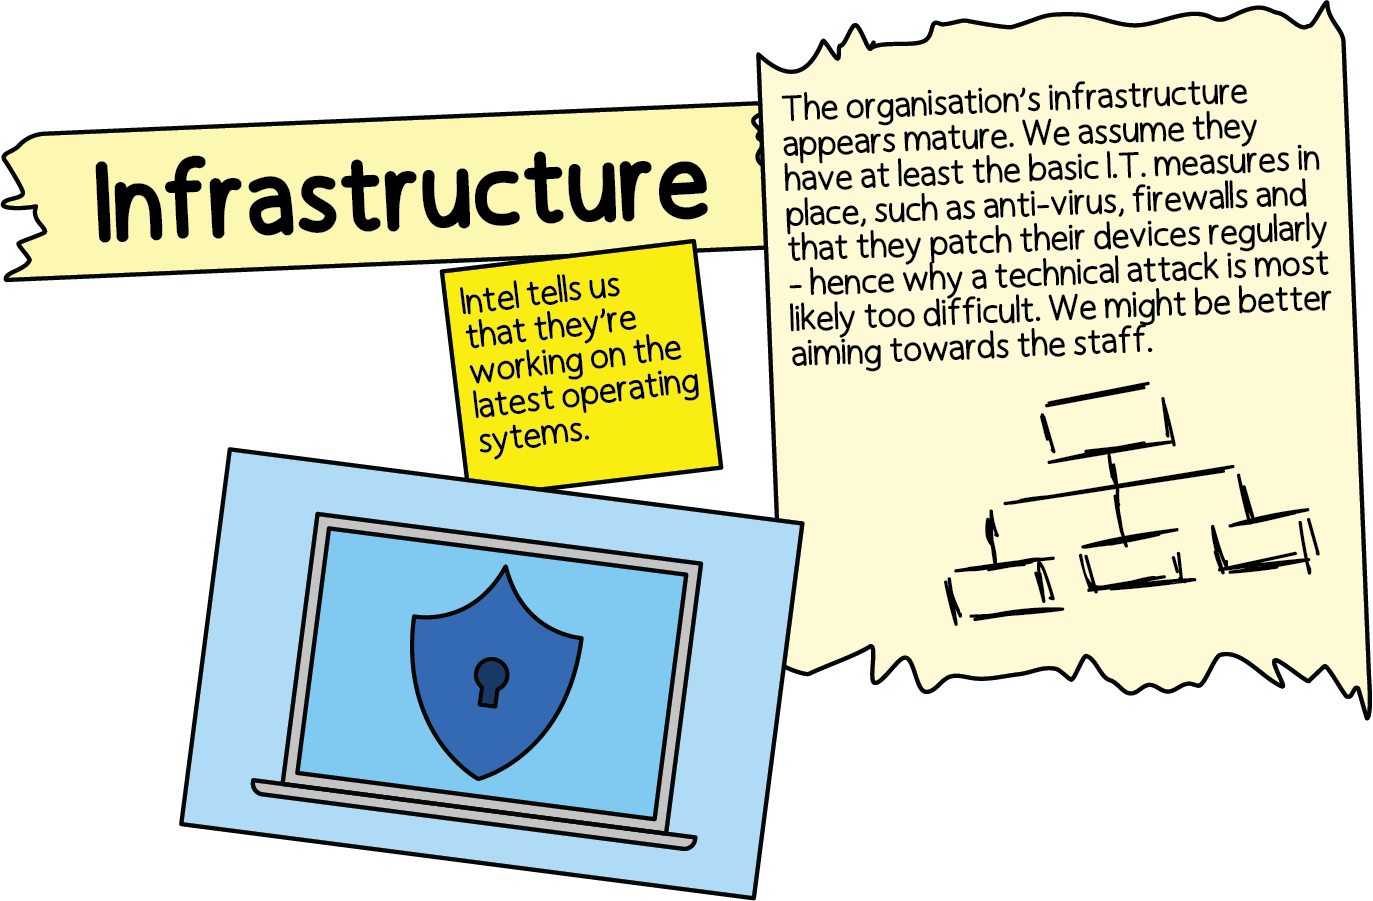 Infrastructure
Intel tells us
that they're
working on the
latest operating
sytems.
The organisation's infrastructure
appears mature. We assume they
have at least the basic I.T. measures in
place, such as anti-virus, firewalls and
that they patch their devices regularly
- hence why a technical attack is most
likely too difficult. We might be better
aiming towards the staff.